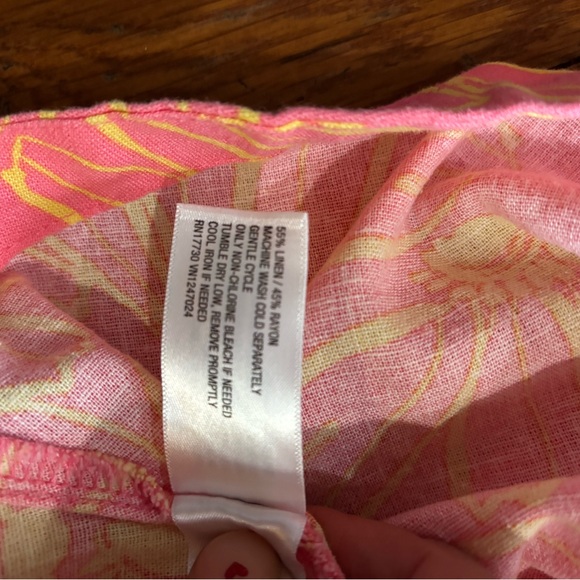 55% LINEN / 45% RAYON
MACHINE WASH COLD SEPARATELY
GENTLE CYCLE
ONLY NON-CHLORINE BLEACH IF NEEDED
TUMBLE DRY LOW, REMOVE PROMPTLY
COOL IRON IF NEEDED
RN17730 VN1247024